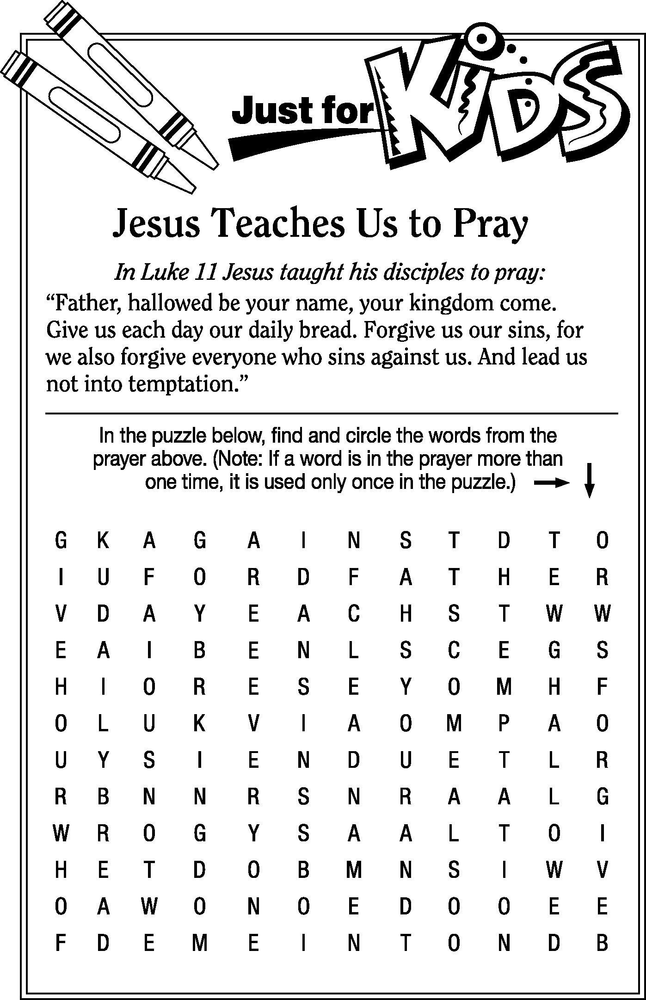 Just for KiDS
Jesus Teaches Us to Pray
In Luke 11 Jesus taught his disciples to pray:
“Father, hallowed be your name, your kingdom come.
Give us each day our daily bread. Forgive us our sins, for
we also forgive everyone who sins against us. And lead us
not into temptation.”
In the puzzle below, find and circle the words from the
prayer above. (Note: If a word is in the prayer more than
one time, it is used only once in the puzzle.)
G K A G A I N S T D T O
I U F O R D F A T H E R
V D A Y E A C H S T W W
E A I B E N L S C E G S
H I O R E S E Y O M H F
O L U K V I A O M P A O
U Y S I E N D U E T L R
R B N N R S N R A A L G
W R O G Y S A A L T O I
H E T D O B M N S I W V
O A W O N O E D O O E E
F D E M E I N T O N D B